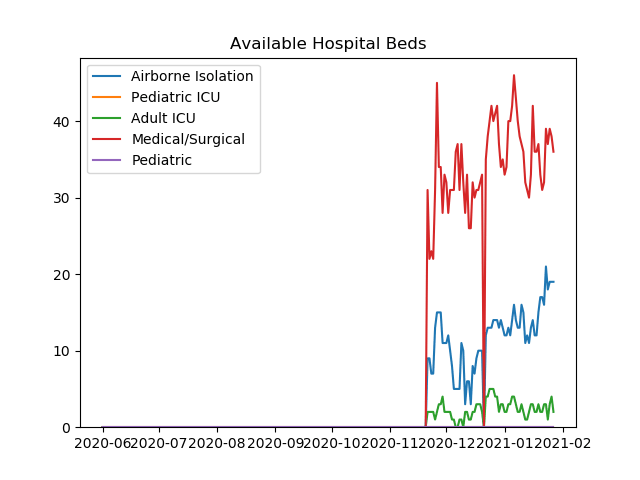 Available Hospital Beds
Airborne Isolation
Pediatric ICU
Adult ICU
Medical/Surgical
Pediatric
40
30
20
10
0
2020-06 2020-07 2020-08 2020-09 2020-10 2020-11 2020-12 2021-01 2021-02